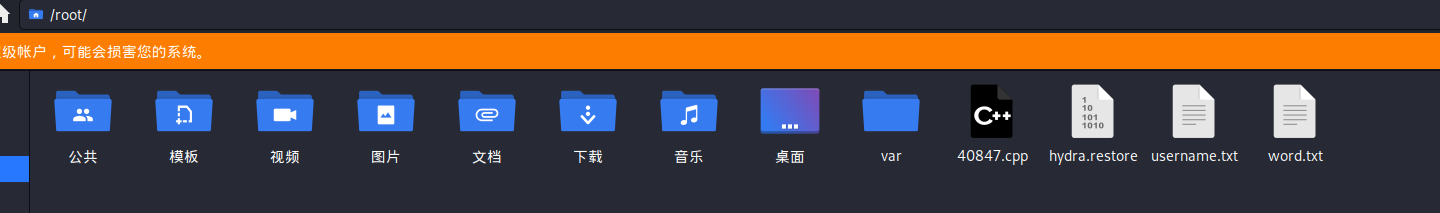 /root/
级帐户，可能会损害您的系统。
公共 模板 视频 图片 文档 下载 音乐 桌面 var 40847.cpp hydra.restore username.txt word.txt